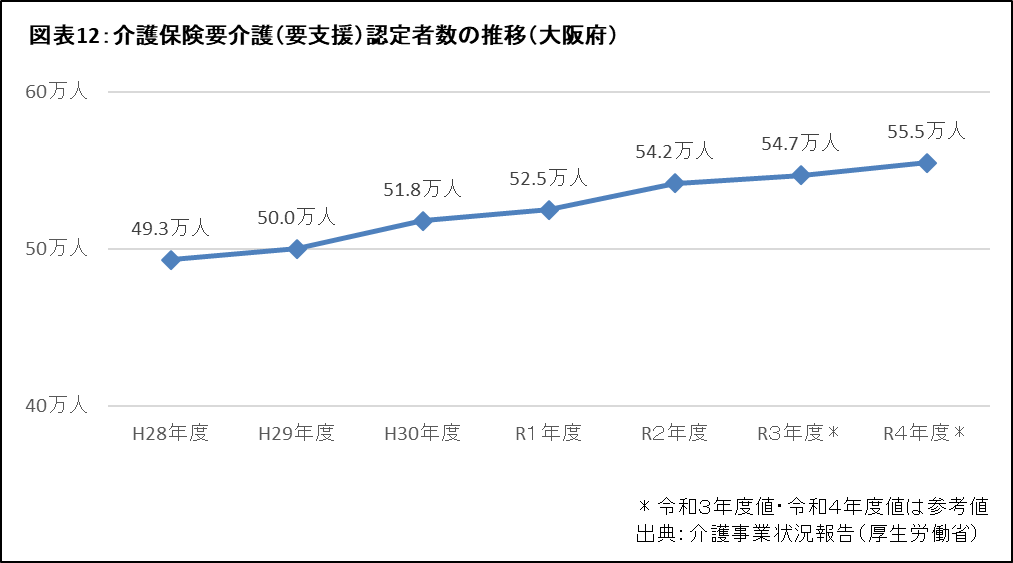 図表12：介護保険要介護（要支援）認定者数の推移（大阪府）
60万人
50万人
40万人
49.3万人
50.0万人
51.8万人
52.5万人
54.2万人
54.7万人
55.5万人
H28年度
H29年度
H30年度
R１年度
R２年度
R３年度＊
R４年度＊
＊令和３年度値・令和４年度値は参考値
出典：介護事業状況報告（厚生労働省）